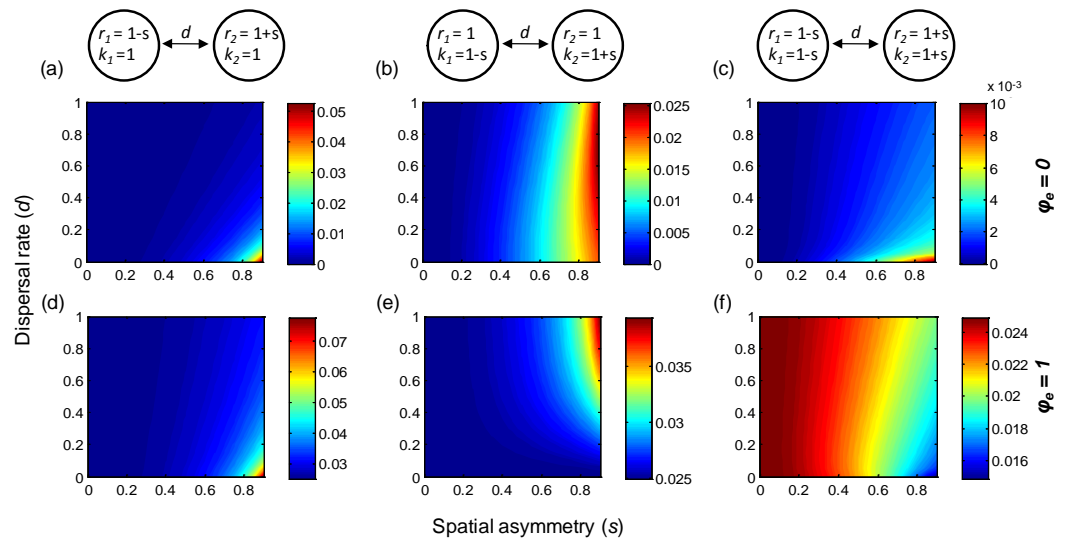 r₁ = 1-s d r₂ = 1+s
k₁ = 1 k₂ = 1
r₁ = 1 d r₂ = 1
k₁ = 1-s k₂ = 1+s
r₁ = 1-s d r₂ = 1+s
k₁ = 1-s k₂ = 1+s
(a) (b) (c)
x 10⁻³
1 0.8 0.6 0.4 0.2 0
0 0.2 0.4 0.6 0.8
0.05 0.04 0.03 0.02 0.01 0
1 0.8 0.6 0.4 0.2 0
0 0.2 0.4 0.6 0.8
0.025 0.02 0.015 0.01 0.005 0
1 0.8 0.6 0.4 0.2 0
0 0.2 0.4 0.6 0.8
10 8 6 4 2 0
φₑ = 0
Dispersal rate (d)
(d) (e) (f)
1 0.8 0.6 0.4 0.2 0
0 0.2 0.4 0.6 0.8
0.07 0.06 0.05 0.04 0.03
1 0.8 0.6 0.4 0.2 0
0 0.2 0.4 0.6 0.8
0.035 0.03 0.025
1 0.8 0.6 0.4 0.2 0
0 0.2 0.4 0.6 0.8
0.024 0.022 0.02 0.018 0.016
φₑ = 1
Spatial asymmetry (s)